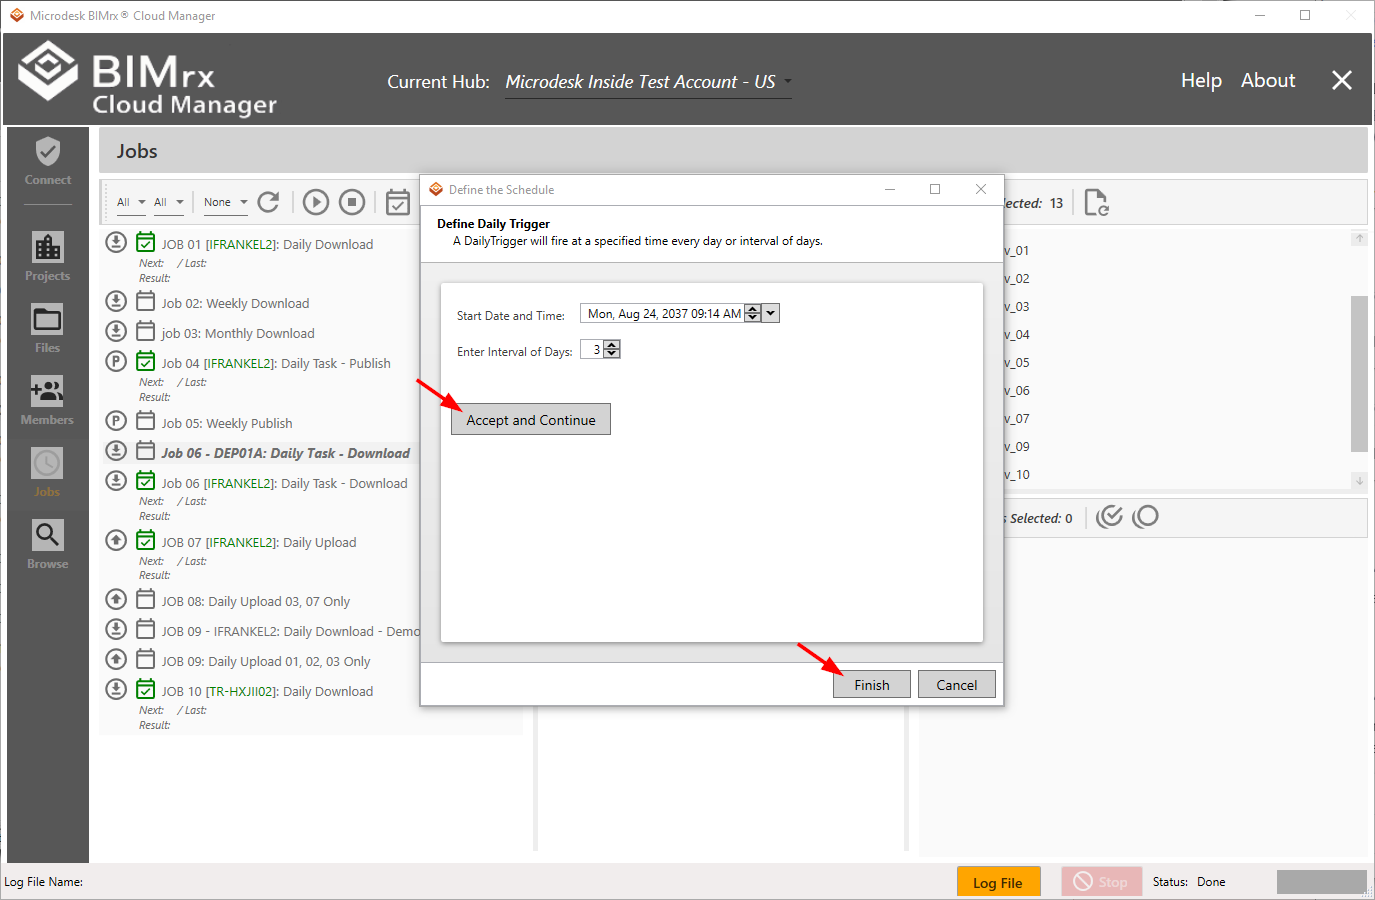 Microdesk BIMrx® Cloud Manager
BIMrx
Cloud Manager
Current Hub: Microdesk Inside Test Account - US
Help About
Connect
Projects
Files
Members
Jobs
Browse
Jobs
All All None
JOB 01 [IFRANKEL2]: Daily Download
Next: / Last:
Result:
Job 02: Weekly Download
job 03: Monthly Download
Job 04 [IFRANKEL2]: Daily Task - Publish
Next: / Last:
Result:
Job 05: Weekly Publish
Job 06 - DEP01A: Daily Task - Download
Job 06 [IFRANKEL2]: Daily Task - Download
Next: / Last:
Result:
JOB 07 [IFRANKEL2]: Daily Upload
Next: / Last:
Result:
JOB 08: Daily Upload 03, 07 Only
JOB 09 - IFRANKEL2: Daily Download - Demo
JOB 09: Daily Upload 01, 02, 03 Only
JOB 10 [TR-HXJII02]: Daily Download
Next: / Last:
Result:
Define the Schedule
Define Daily Trigger
A DailyTrigger will fire at a specified time every day or interval of days.
Start Date and Time: Mon, Aug 24, 2037 09:14 AM
Enter Interval of Days: 3
Accept and Continue
Finish Cancel
lected: 13
v_01
v_02
v_03
v_04
v_05
v_06
v_07
v_09
v_10
s Selected: 0
Log File Name:
Log File
Stop
Status: Done